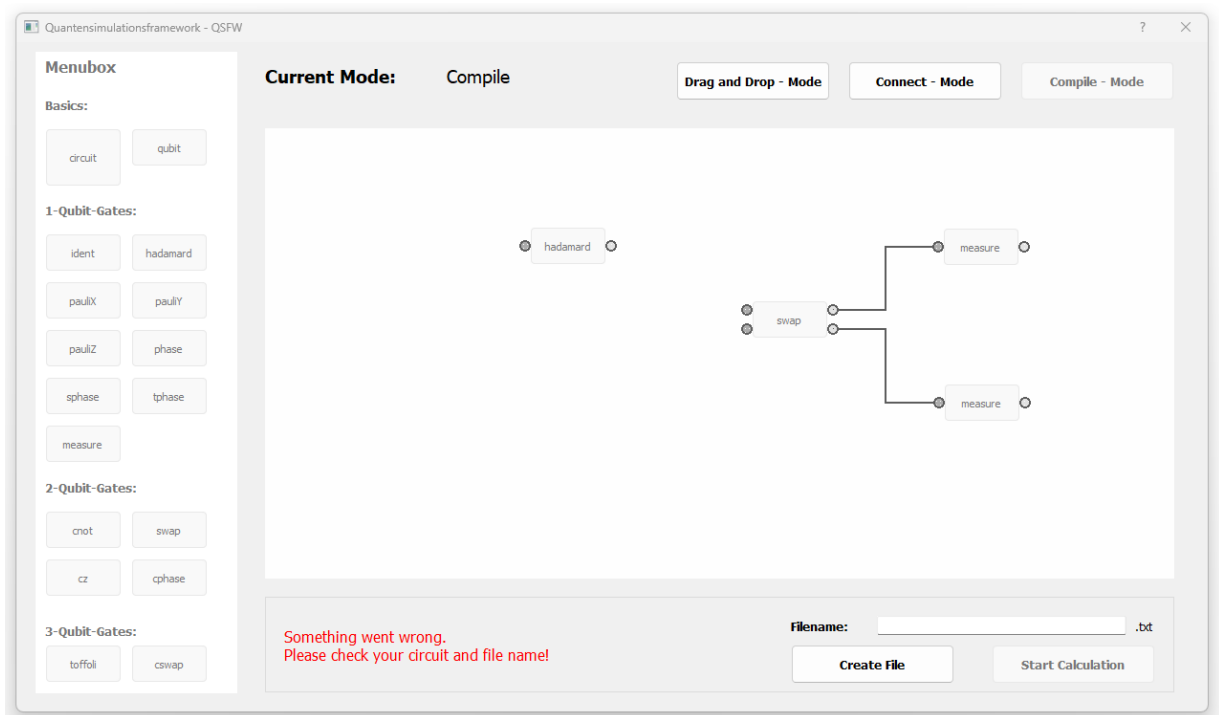 Quantensimulationsframework - QSFW
?
Menubox
Current Mode: Compile
Drag and Drop - Mode
Connect - Mode
Compile - Mode
Basics:
circuit
qubit
1-Qubit-Gates:
ident
hadamard
pauliX
pauliY
pauliZ
phase
sphase
tphase
measure
2-Qubit-Gates:
cnot
swap
cz
cphase
3-Qubit-Gates:
toffoli
cswap
hadamard
measure
swap
measure
Something went wrong.
Please check your circuit and file name!
Filename:
.txt
Create File
Start Calculation